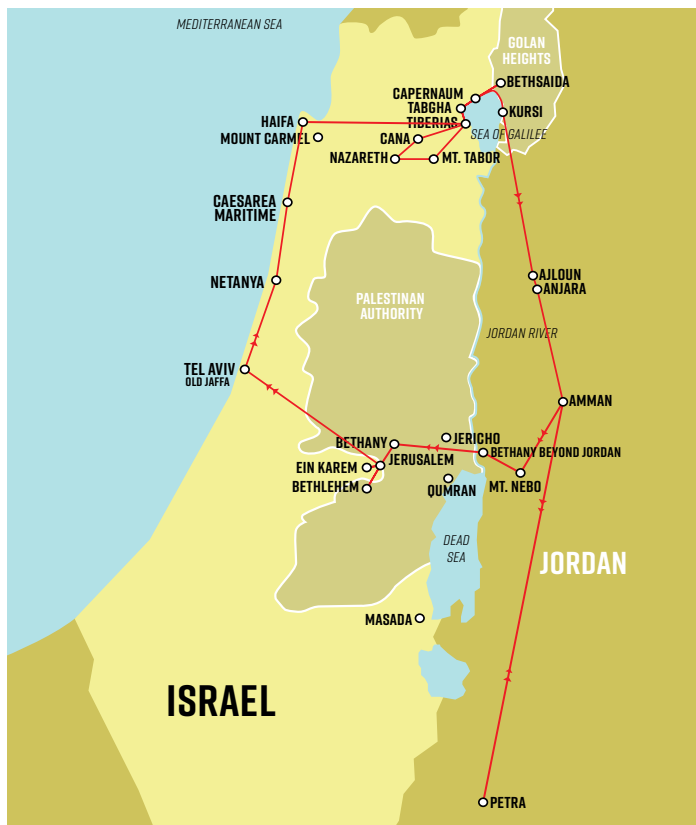 MEDITERRANEAN SEA
GOLAN
HEIGHTS
BETHSAIDA
CAPERNAUM
TABGHA
KURSI
HAIFA
TIBERIAS
SEA OF GALILEE
MOUNT CARMEL
CANA
NAZARETH
MT. TABOR
CAESAREA
MARITIME
AJLOUN
NETANYA
ANJARA
PALESTINAN
AUTHORITY
JORDAN RIVER
TEL AVIV
OLD JAFFA
AMMAN
BETHANY
JERICHO
BETHANY BEYOND JORDAN
JERUSALEM
EIN KAREM
BETHLEHEM
QUMRAN
MT. NEBO
DEAD
SEA
JORDAN
MASADA
ISRAEL
PETRA